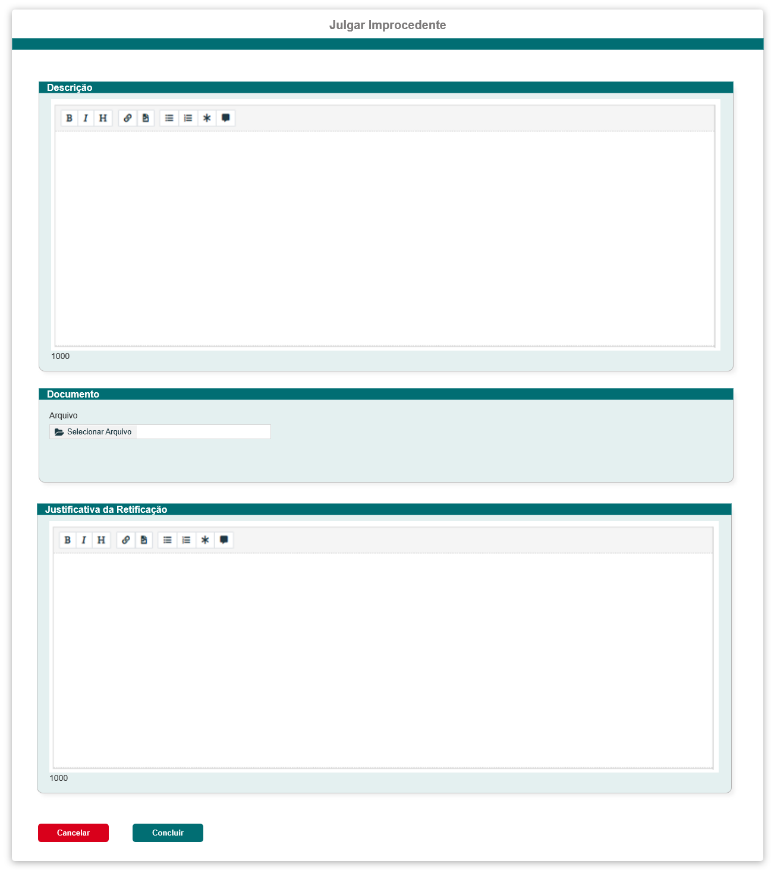 Julgar Improcedente
Descrição
B I H
1000
Documento
Arquivo
Selecionar Arquivo
Justificativa da Retificação
B I H
1000
Cancelar Concluir